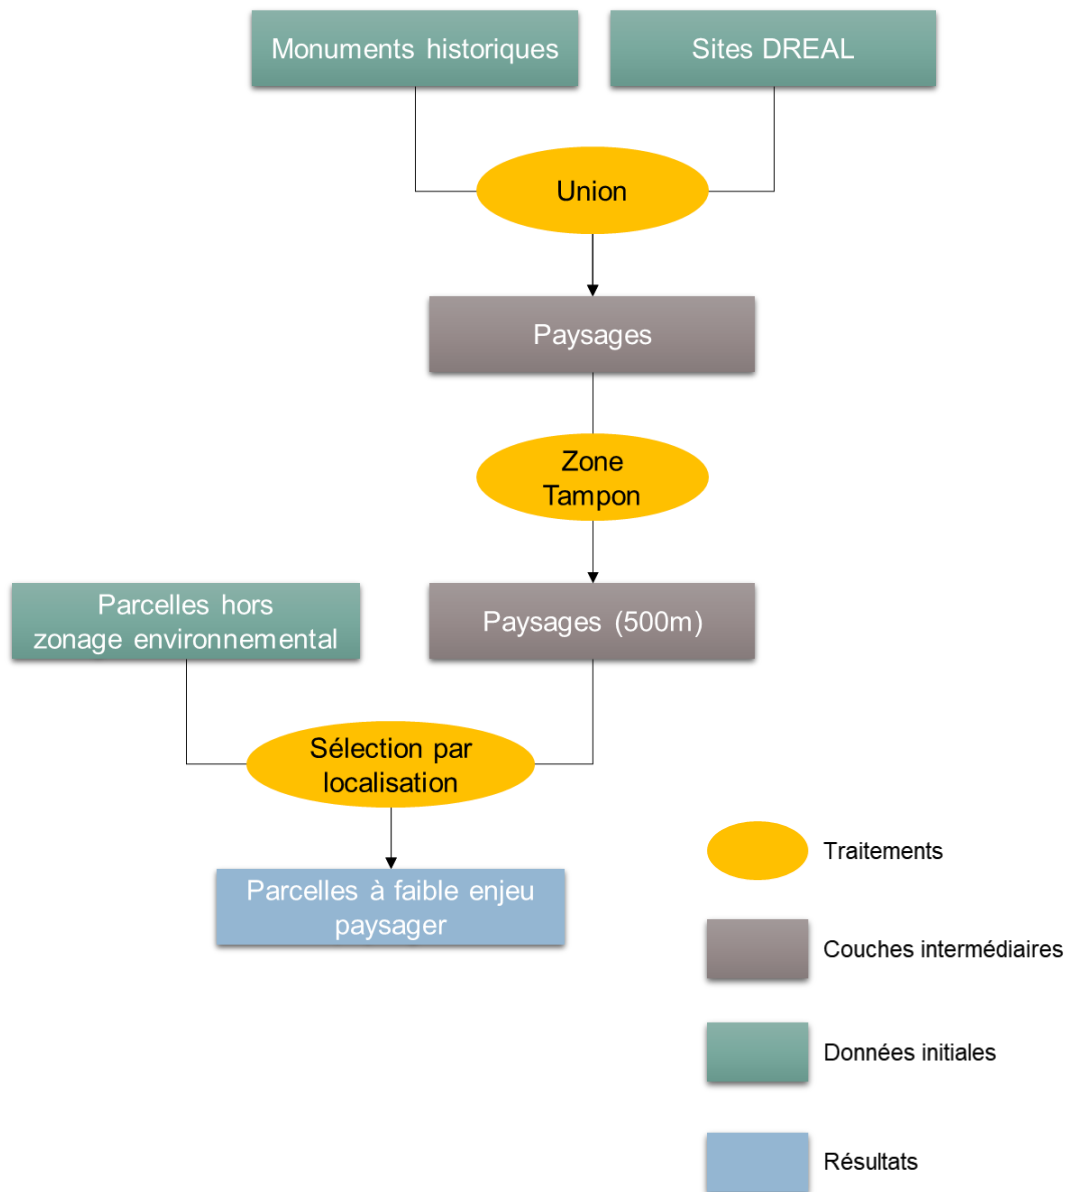 Monuments historiques
Sites DREAL
Union
Paysages
Zone
Tampon
Parcelles hors
zonage environnemental
Paysages (500m)
Sélection par
localisation
Parcelles à faible enjeu
paysager
Traitements
Couches intermédiaires
Données initiales
Résultats